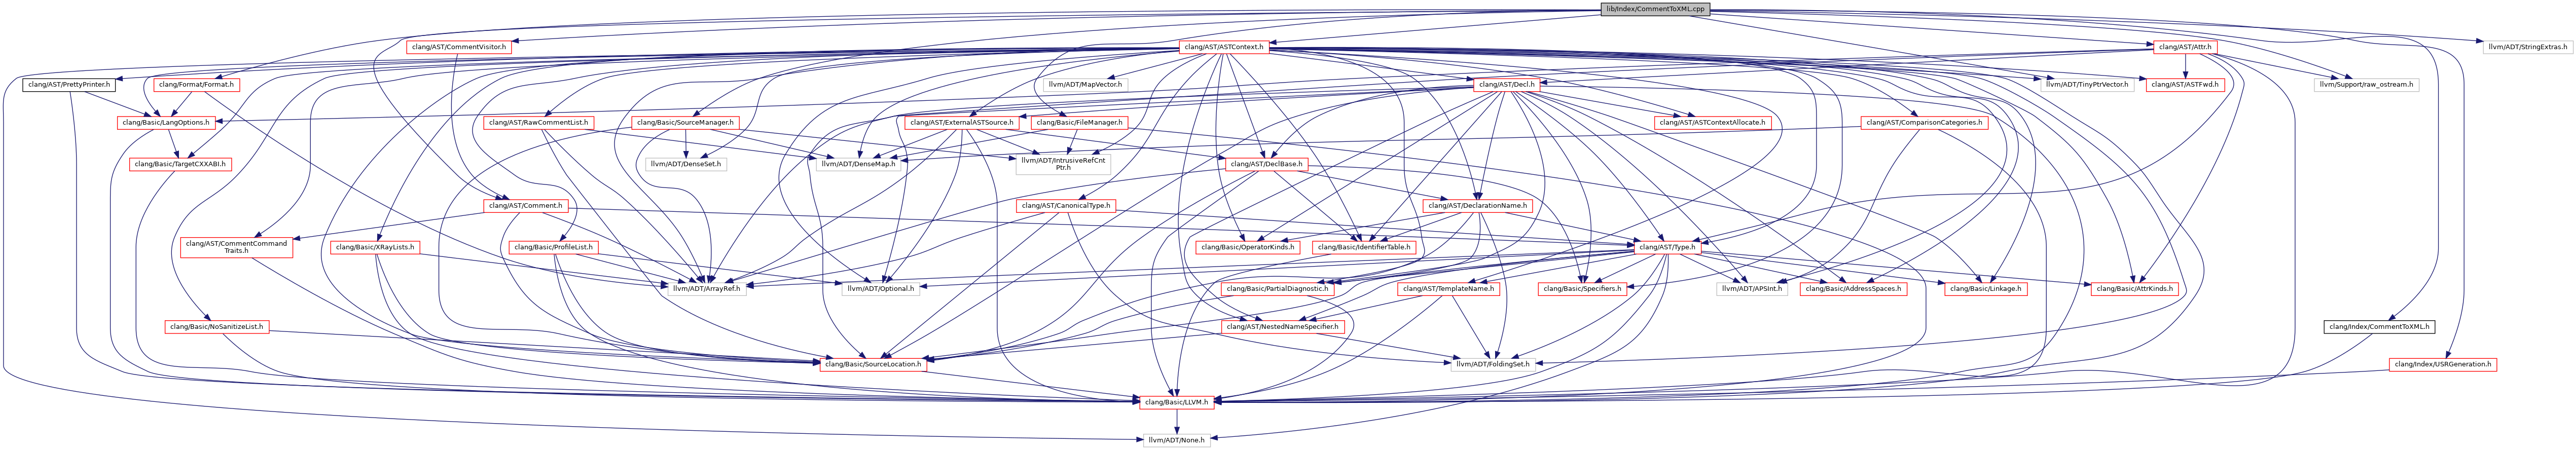 lib/Index/CommentToXML.cpp
clang/AST/CommentVisitor.h
clang/AST/ASTContext.h
clang/AST/Attr.h
llvm/ADT/StringExtras.h
clang/AST/PrettyPrinter.h
clang/Format/Format.h
llvm/ADT/MapVector.h
clang/AST/Decl.h
llvm/ADT/TinyPtrVector.h
clang/AST/ASTFwd.h
llvm/Support/raw_ostream.h
clang/Basic/LangOptions.h
clang/AST/RawCommentList.h
clang/Basic/SourceManager.h
clang/AST/ExternalASTSource.h
clang/Basic/FileManager.h
clang/AST/ASTContextAllocate.h
clang/AST/ComparisonCategories.h
clang/Basic/TargetCXXABI.h
llvm/ADT/DenseSet.h
llvm/ADT/DenseMap.h
llvm/ADT/IntrusiveRefCnt
Ptr.h
clang/AST/DeclBase.h
clang/AST/Comment.h
clang/AST/CanonicalType.h
clang/AST/DeclarationName.h
clang/AST/CommentCommand
Traits.h
clang/Basic/XRayLists.h
clang/Basic/ProfileList.h
clang/Basic/OperatorKinds.h
clang/Basic/IdentifierTable.h
clang/AST/Type.h
llvm/ADT/ArrayRef.h
llvm/ADT/Optional.h
clang/Basic/PartialDiagnostic.h
clang/AST/TemplateName.h
clang/Basic/Specifiers.h
llvm/ADT/APSInt.h
clang/Basic/AddressSpaces.h
clang/Basic/Linkage.h
clang/Basic/AttrKinds.h
clang/Basic/NoSanitizeList.h
clang/AST/NestedNameSpecifier.h
clang/Index/CommentToXML.h
clang/Basic/SourceLocation.h
llvm/ADT/FoldingSet.h
clang/Index/USRGeneration.h
clang/Basic/LLVM.h
llvm/ADT/None.h